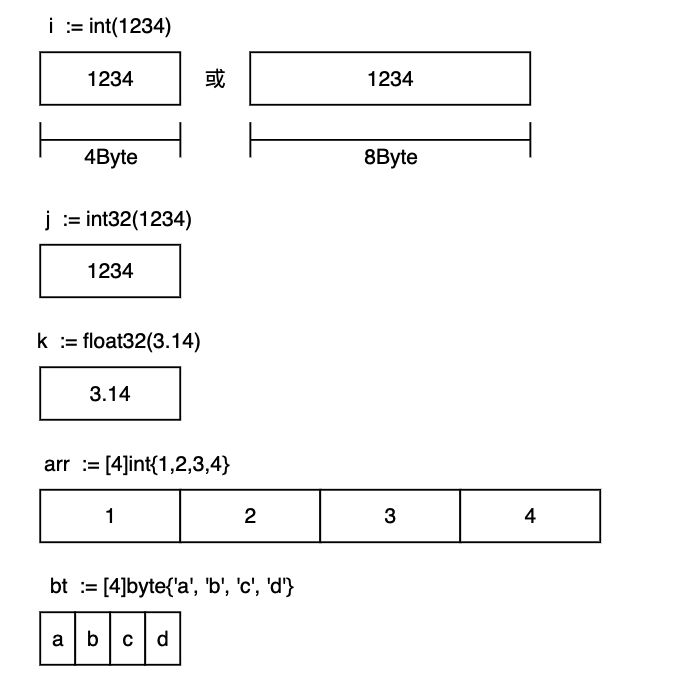 i := int(1234)
1234 或 1234
4Byte 8Byte
j := int32(1234)
1234
k := float32(3.14)
3.14
arr := [4]int{1,2,3,4}
1 2 3 4
bt := [4]byte{'a', 'b', 'c', 'd'}
a b c d